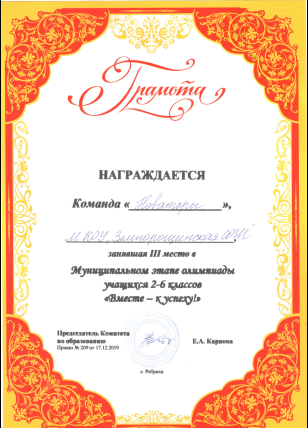 Грамота
НАГРАЖДАЕТСЯ
Команда «Новаторы»,
МКОУ "Зеленорощинская СОШ"
занявшая III место в
Муниципальном этапе олимпиады
учащихся 2-6 классов
«Вместе – к успеху!»
Председатель Комитета
по образованию
Е.А. Карпова
Приказ № 209 от 17.12.2019
с. Ребриха